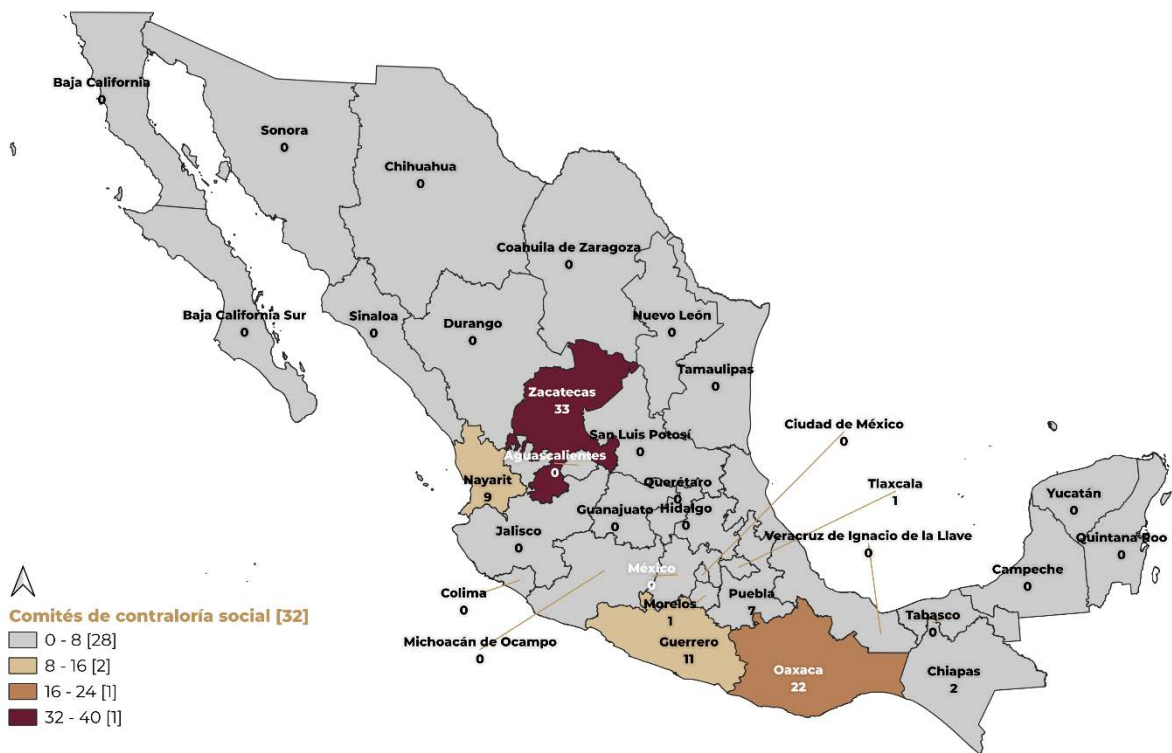 Baja California
0
Sonora
0
Chihuahua
0
Coahuila de Zaragoza
0
Baja California Sur
0
Sinaloa
0
Durango
0
Nuevo León
0
Tamaulipas
0
Zacatecas
33
San Luis Potosí
0
Ciudad de México
0
Aguascalientes
0
Nayarit
9
Querétaro
0
Tlaxcala
1
Guanajuato
0
Hidalgo
0
Jalisco
0
Veracruz de Ignacio de la Llave
0
Yucatán
0
Quintana Roo
0
Campeche
0
México
0
Colima
0
Morelos
1
Puebla
7
Tabasco
0
Michoacán de Ocampo
0
Guerrero
11
Oaxaca
22
Chiapas
2
Comités de contraloría social [32]
0 - 8 [28]
8 - 16 [2]
16 - 24 [1]
32 - 40 [1]